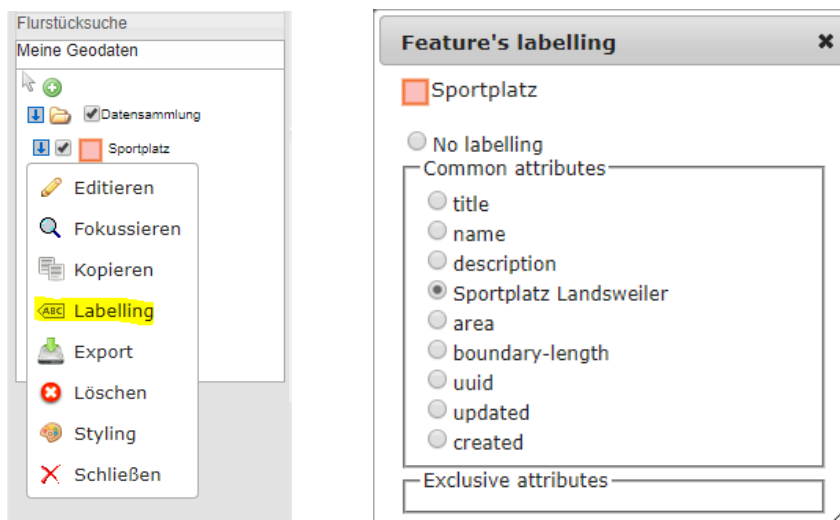 Flurstücksuche
Meine Geodaten
Datensammlung
Sportplatz
Editieren
Fokussieren
Kopieren
ABC Labelling
Export
Löschen
Styling
Schließen
Feature's labelling
Sportplatz
No labelling
Common attributes
title
name
description
Sportplatz Landsweiler
area
boundary-length
uuid
updated
created
Exclusive attributes